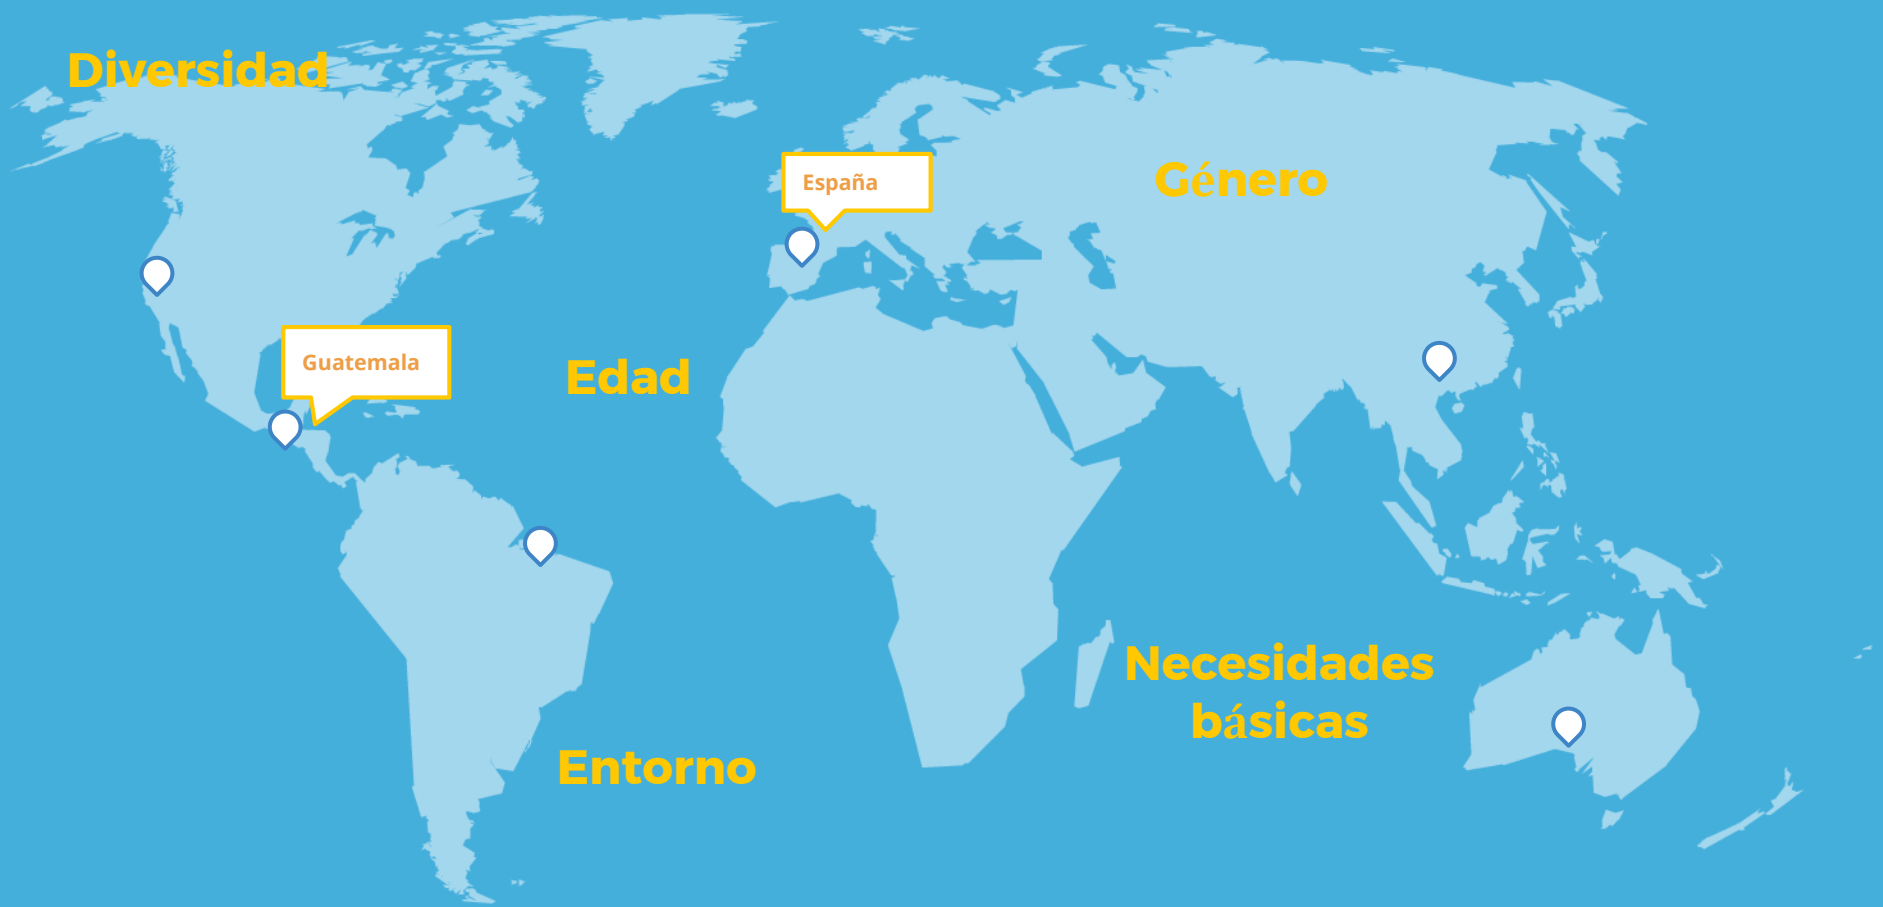 Diversidad
España
Género
Guatemala
Edad
Necesidades
básicas
Entorno